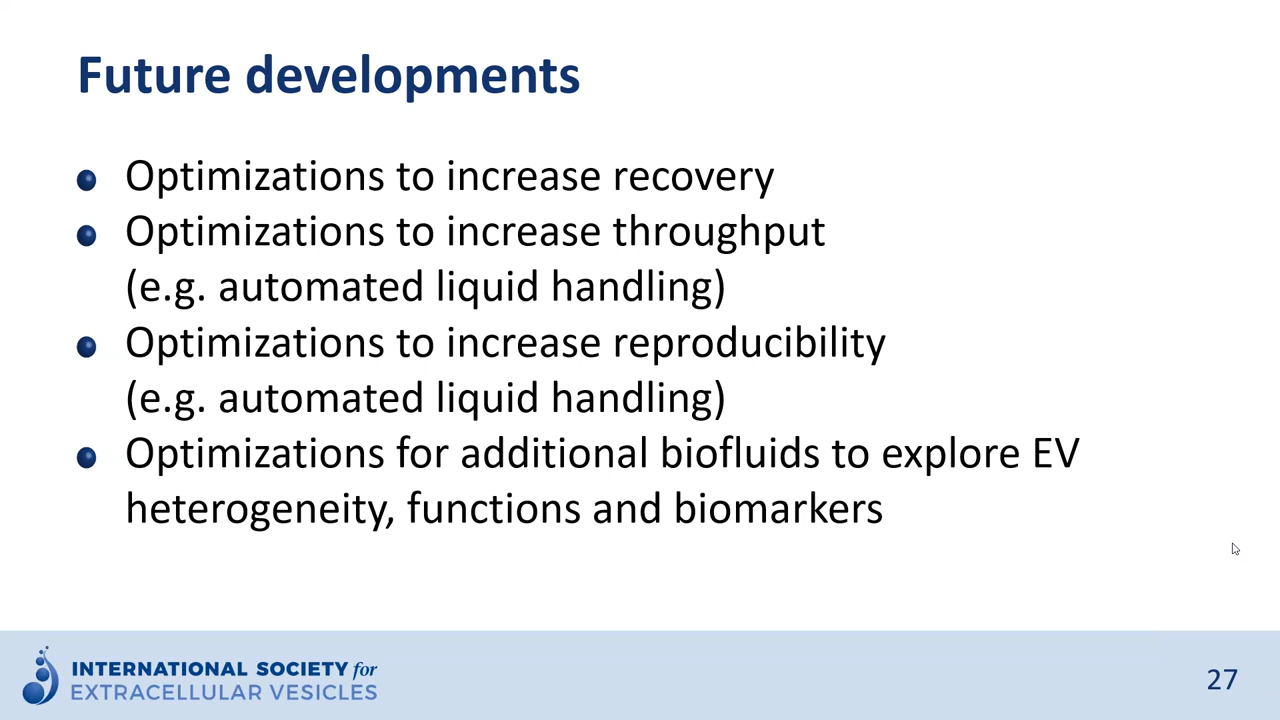 Future developments
Optimizations to increase recovery
Optimizations to increase throughput
(e.g. automated liquid handling)
Optimizations to increase reproducibility
(e.g. automated liquid handling)
Optimizations for additional biofluids to explore EV
heterogeneity, functions and biomarkers
INTERNATIONAL SOCIETY for
EXTRACELLULAR VESICLES
27